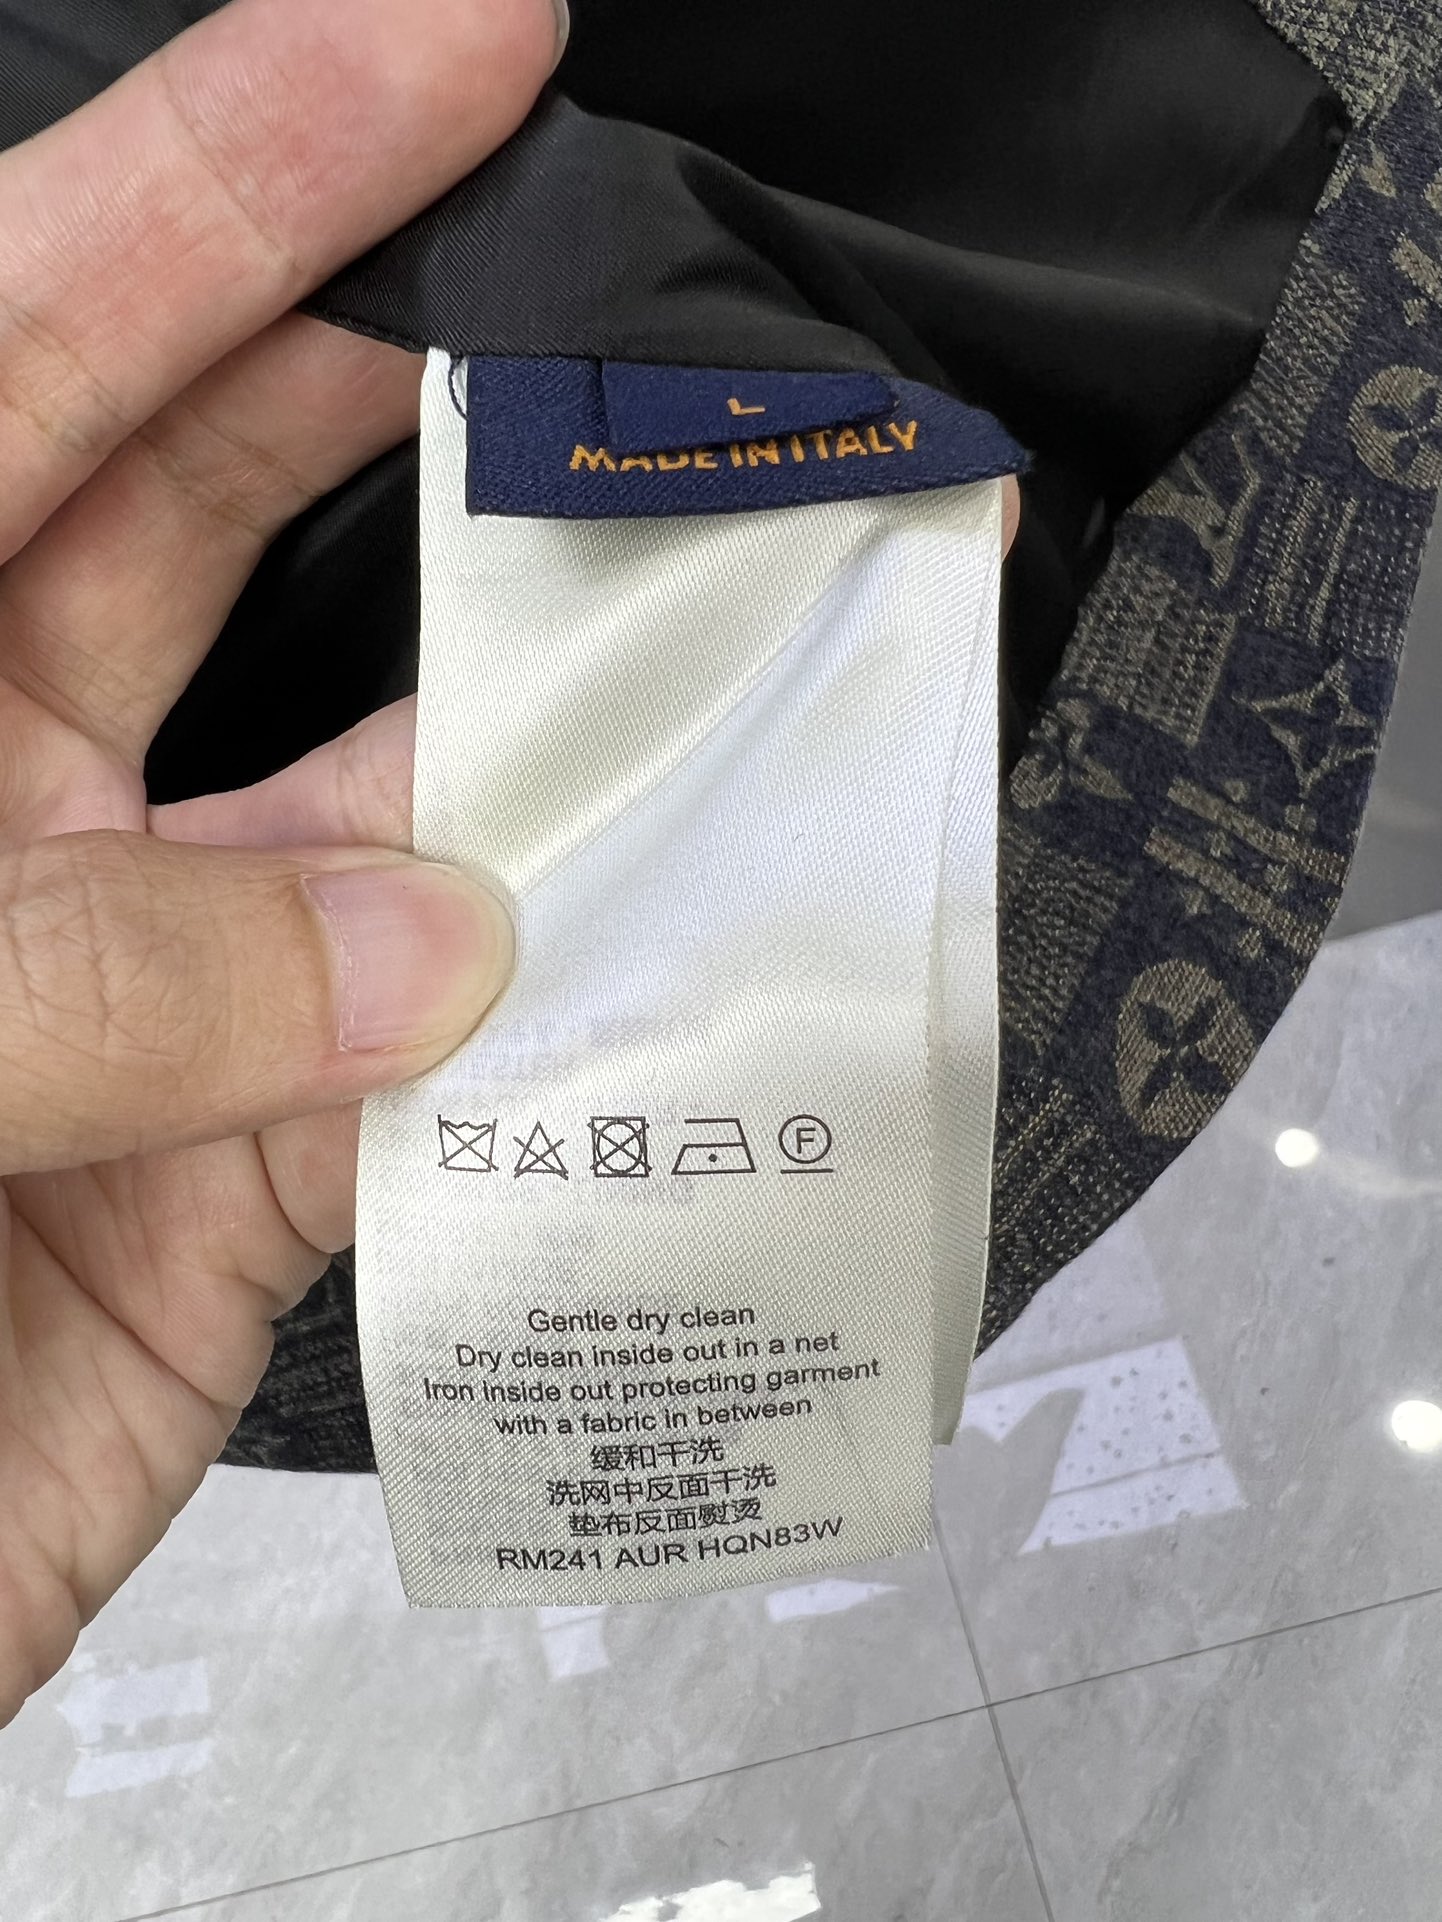 L
MADE IN ITALY
F
Gentle dry clean
Dry clean inside out in a net
Iron inside out protecting garment
with a fabric in between
缓和干洗
洗网中反面干洗
垫布反面熨烫
RM241 AUR HQN83W